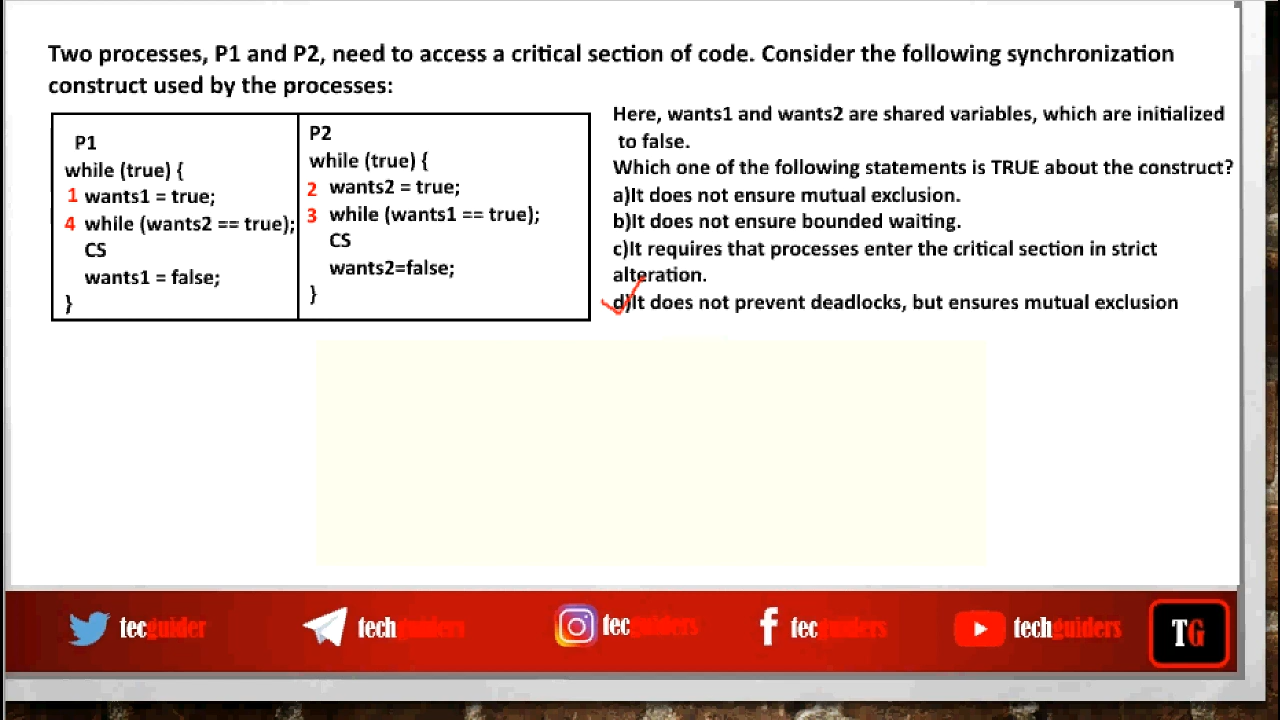 Two processes, P1 and P2, need to access a critical section of code. Consider the following synchronization
construct used by the processes:
P1
while (true) {
1 wants1 = true;
4 while (wants2 == true);
CS
wants1 = false;
}
P2
while (true) {
2 wants2 = true;
3 while (wants1 == true);
CS
wants2=false;
}
Here, wants1 and wants2 are shared variables, which are initialized
to false.
Which one of the following statements is TRUE about the construct?
a)It does not ensure mutual exclusion.
b)It does not ensure bounded waiting.
c)It requires that processes enter the critical section in strict
alteration.
d)It does not prevent deadlocks, but ensures mutual exclusion
tecguider
techguiders
tecguiders
tecguiders
techguiders
TG